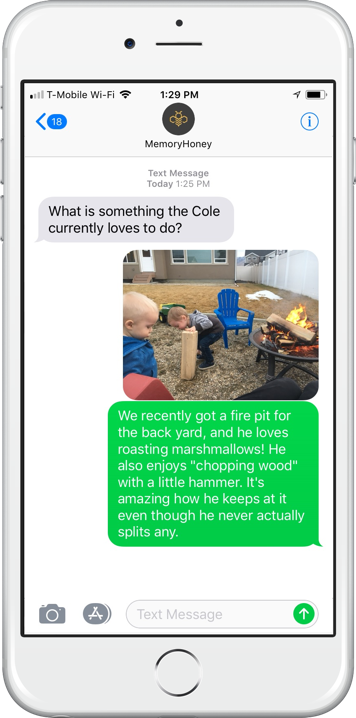 T-Mobile Wi-Fi 1:29 PM
18
MemoryHoney
Text Message
Today 1:25 PM
What is something the Cole
currently loves to do?
We recently got a fire pit for
the back yard, and he loves
roasting marshmallows! He
also enjoys "chopping wood"
with a little hammer. It's
amazing how he keeps at it
even though he never actually
splits any.
Text Message